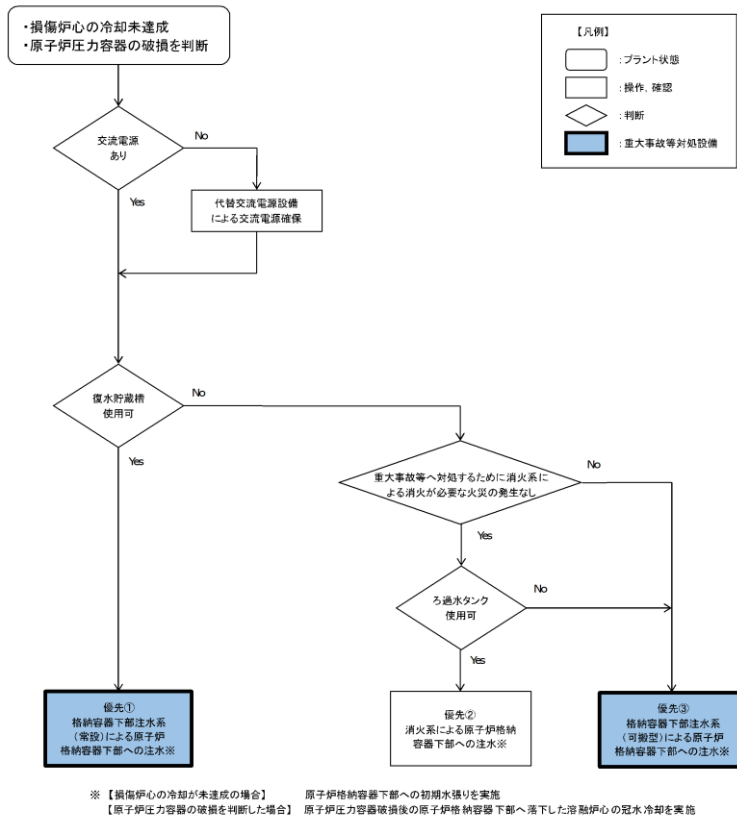 ・損傷炉心の冷却未達成
・原子炉圧力容器の破損を判断
【凡例】
：プラント状態
：操作、確認
：判断
：重大事故等対処設備
交流電源
あり
No
Yes
代替交流電源設備
による交流電源確保
復水貯蔵槽
使用可
No
Yes
重大事故等へ対処するために消火系に
よる消火が必要な火災の発生なし
No
Yes
ろ過水タンク
使用可
No
Yes
優先①
格納容器下部注水系
（常設）による原子炉
格納容器下部への注水※
優先②
消火系による原子炉格納
容器下部への注水※
優先③
格納容器下部注水系
（可搬型）による原子炉
格納容器下部への注水※
※ 【損傷炉心の冷却が未達成の場合】 原子炉格納容器下部への初期水張りを実施
【原子炉圧力容器の破損を判断した場合】 原子炉圧力容器破損後の原子炉格納容器下部へ落下した溶融炉心の冠水冷却を実施